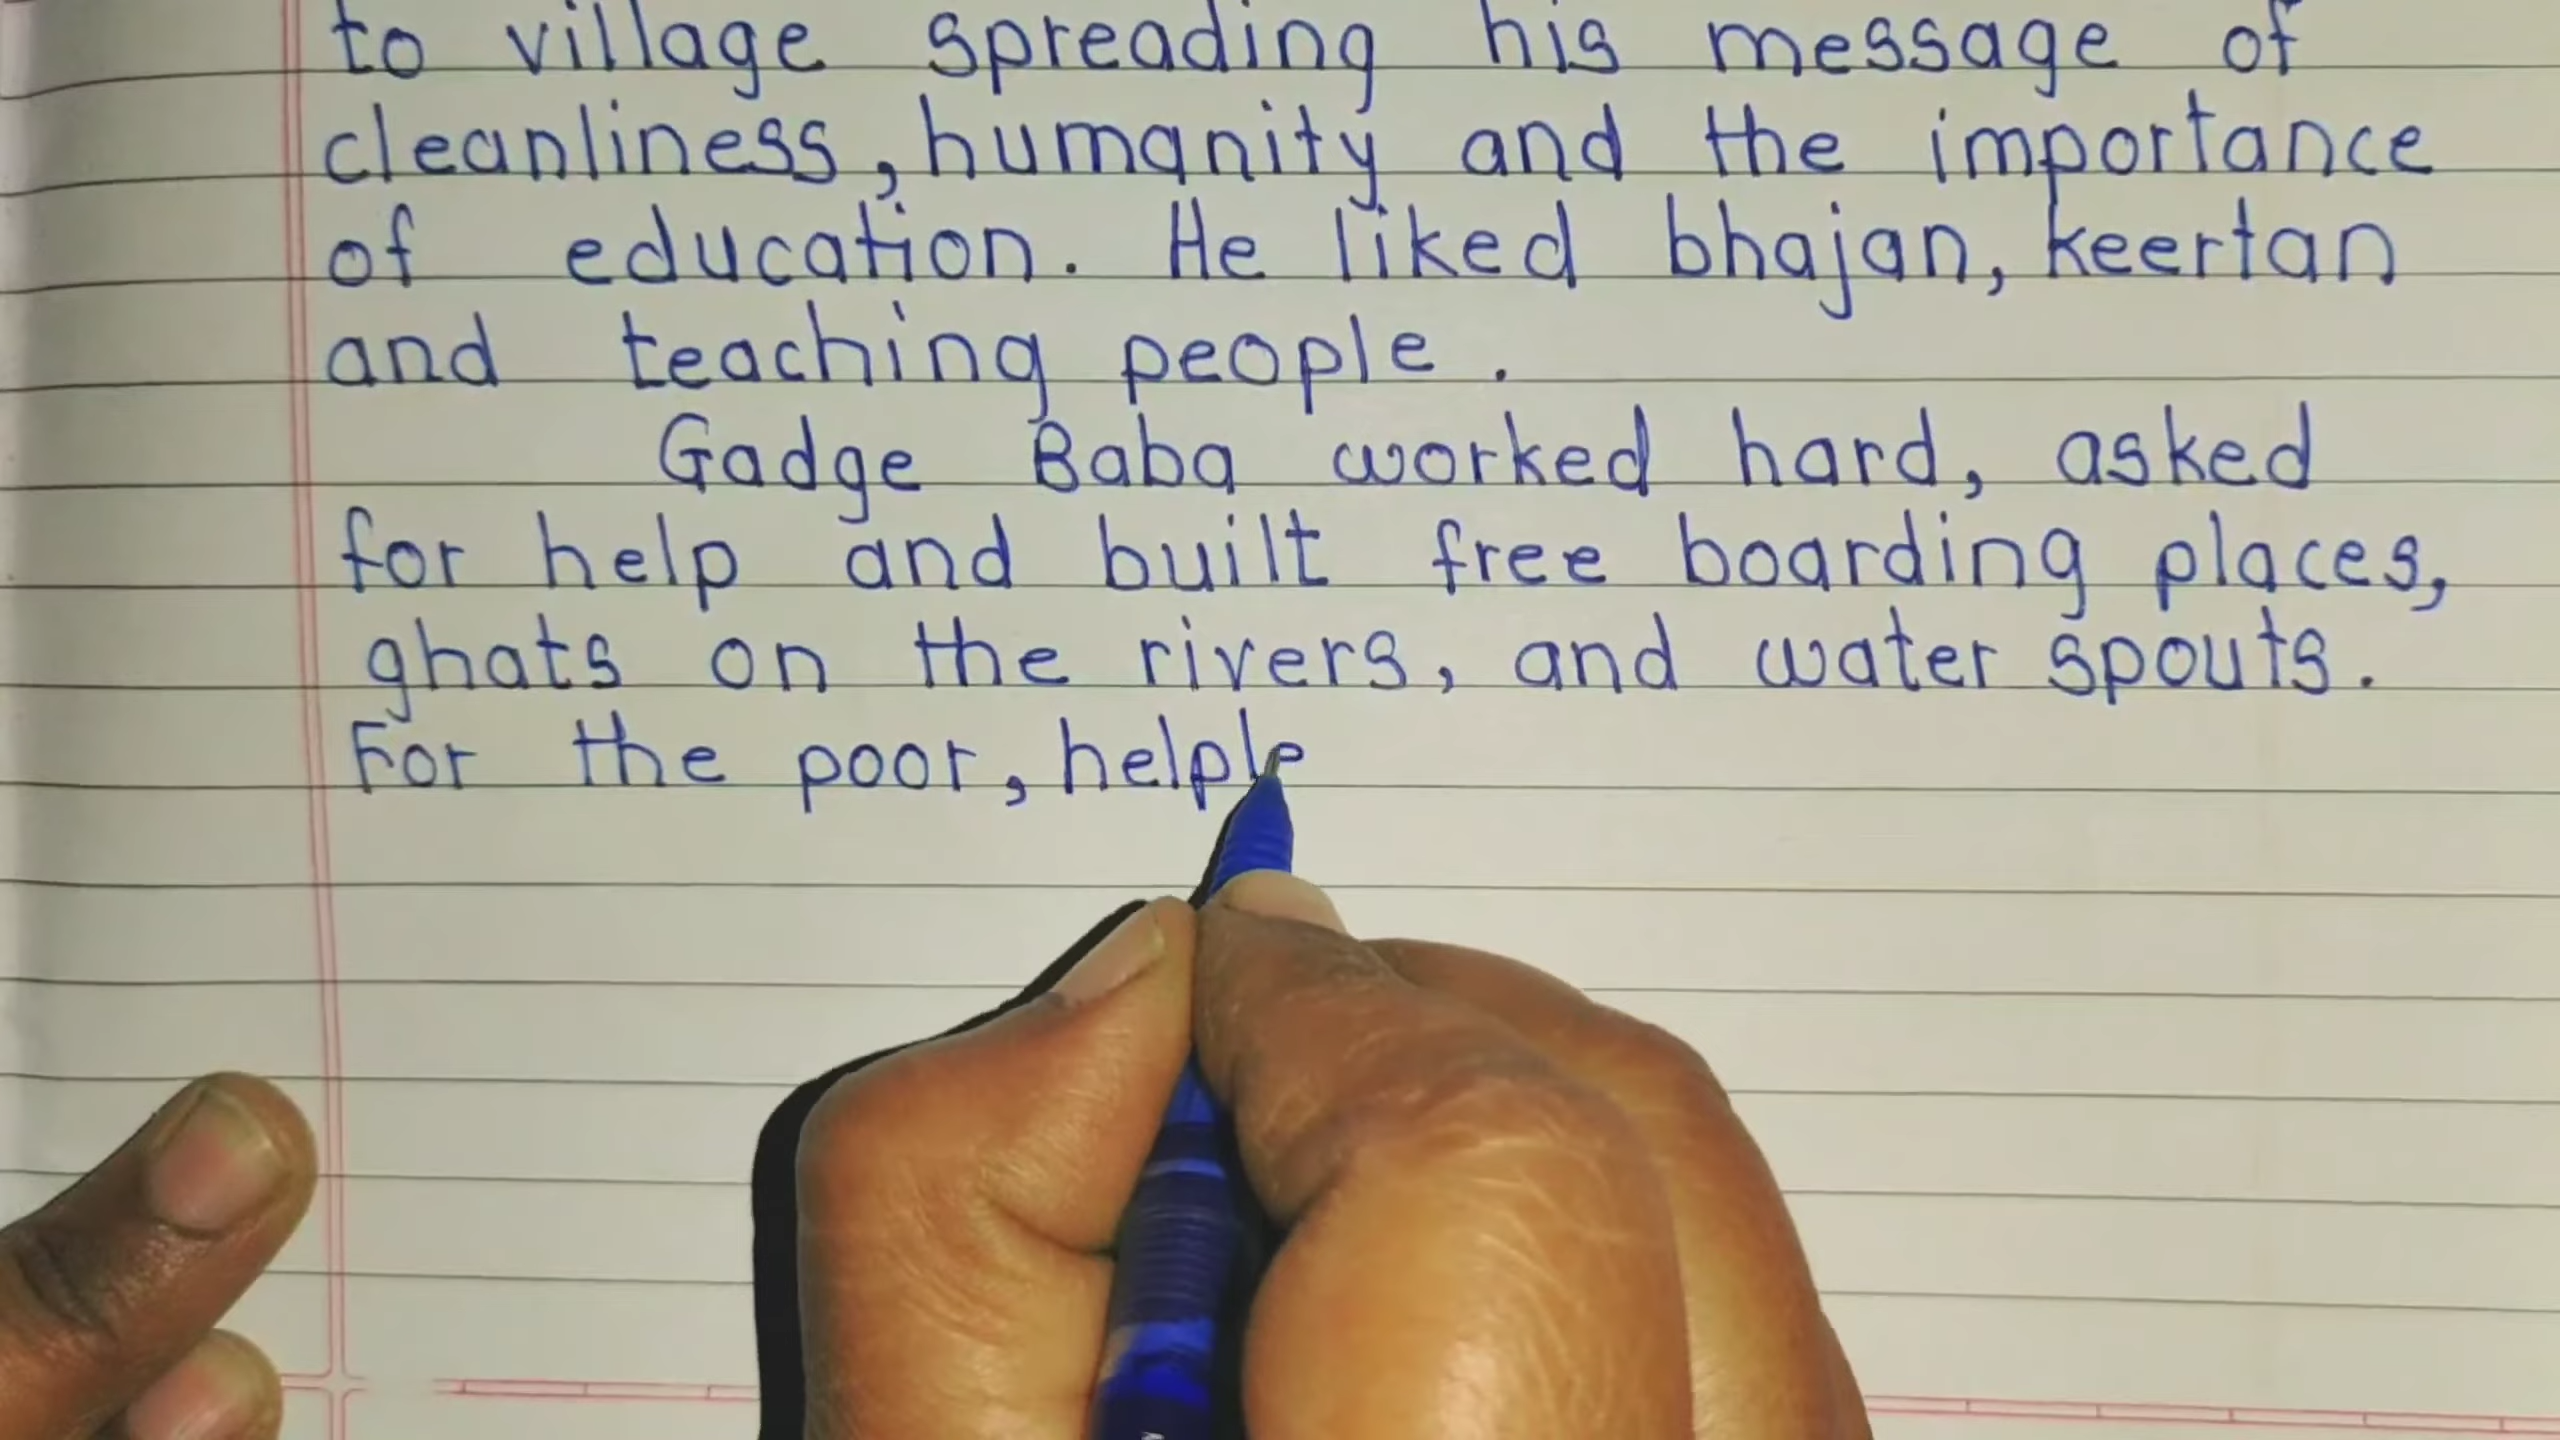 to village spreading his message of
cleanliness, humanity and the importance
of education. He liked bhajan, keertan
and teaching people.
Gadge Baba worked hard, asked
for help and built free boarding places,
ghats on the rivers, and water spouts.
For the poor, helple